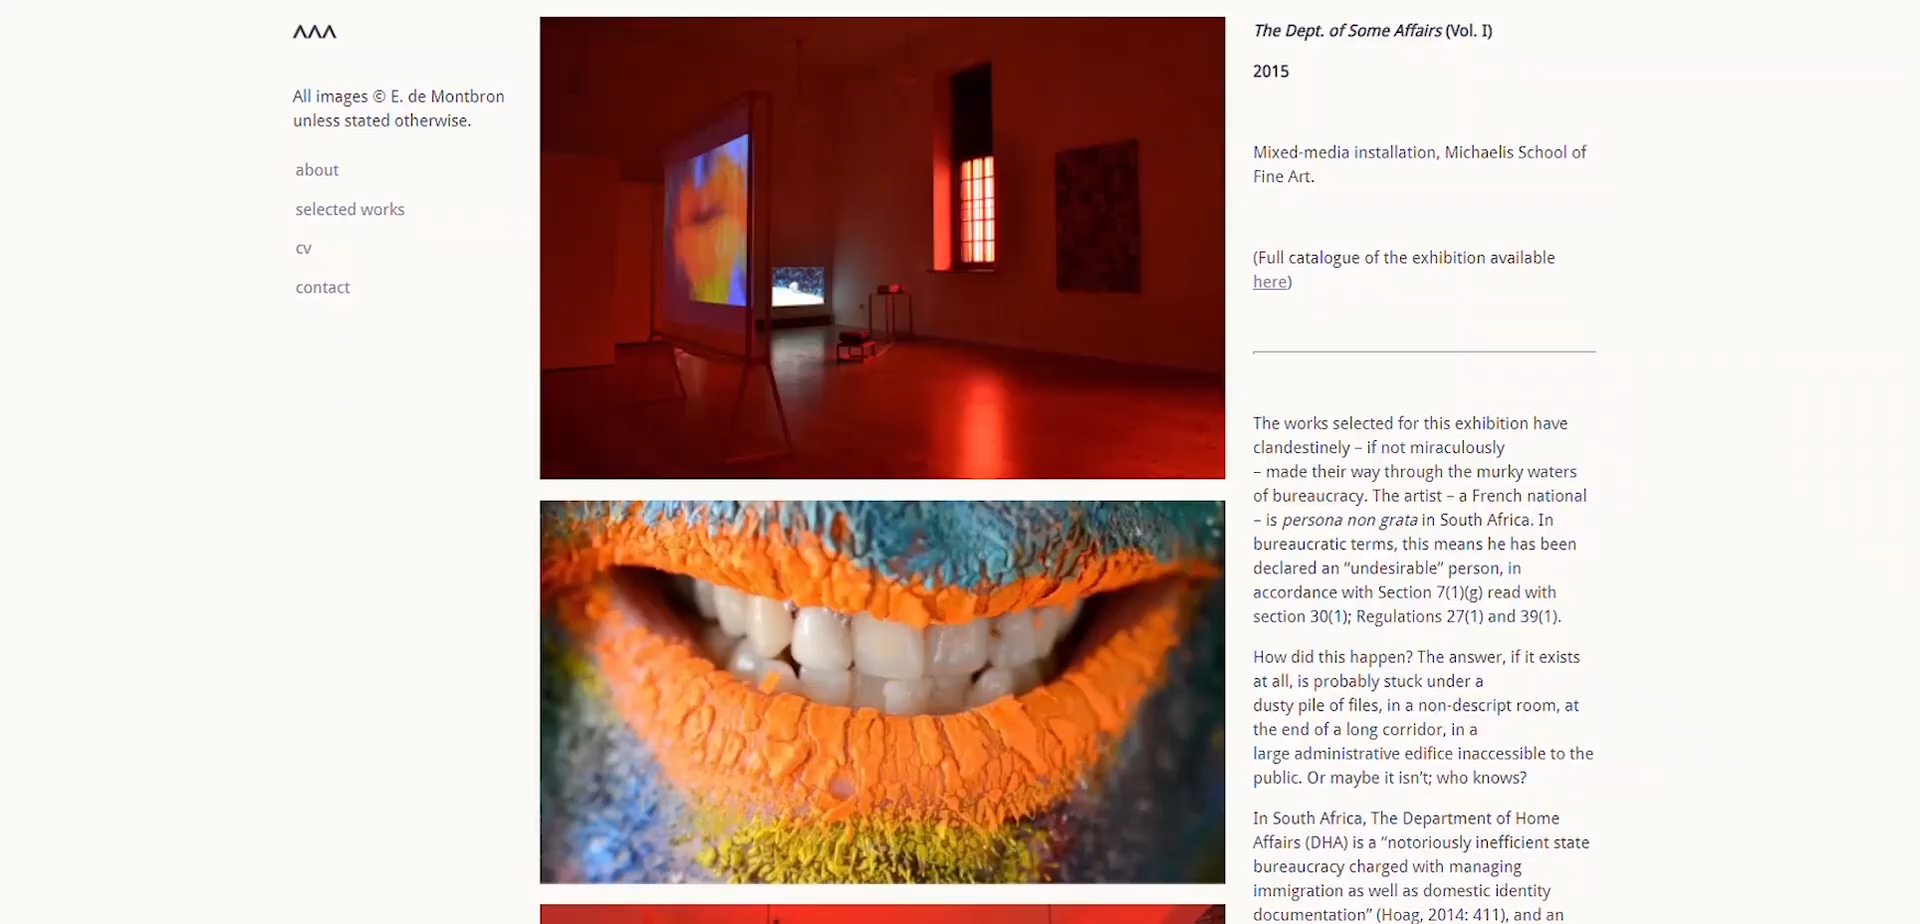 ᐱᐱᐱ
All images © E. de Montbron
unless stated otherwise.
about
selected works
cv
contact
The Dept. of Some Affairs (Vol. I)
2015
Mixed-media installation, Michaelis School of
Fine Art.
(Full catalogue of the exhibition available
here)
The works selected for this exhibition have
clandestinely – if not miraculously
– made their way through the murky waters
of bureaucracy. The artist – a French national
– is persona non grata in South Africa. In
bureaucratic terms, this means he has been
declared an “undesirable” person, in
accordance with Section 7(1)(g) read with
section 30(1); Regulations 27(1) and 39(1).
How did this happen? The answer, if it exists
at all, is probably stuck under a
dusty pile of files, in a non-descript room, at
the end of a long corridor, in a
large administrative edifice inaccessible to the
public. Or maybe it isn’t; who knows?
In South Africa, The Department of Home
Affairs (DHA) is a “notoriously inefficient state
bureaucracy charged with managing
immigration as well as domestic identity
documentation” (Hoag, 2014: 411), and an